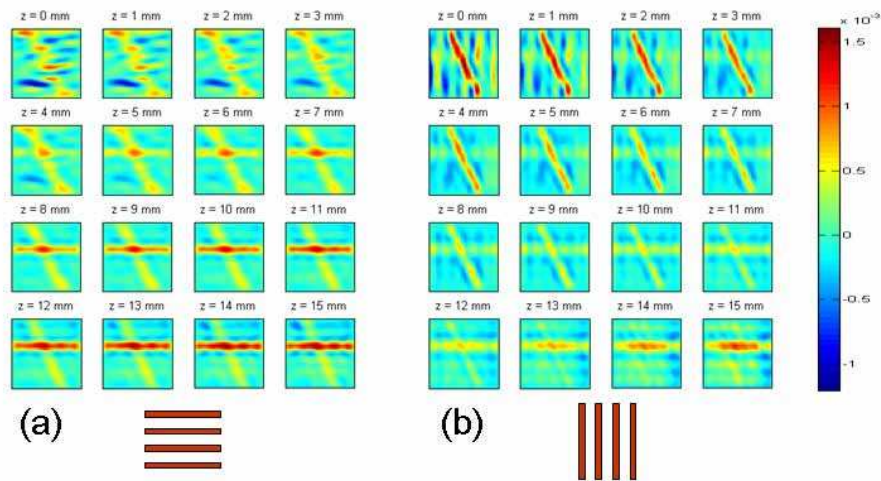 z = 0 mm z = 1 mm z = 2 mm z = 3 mm
z = 4 mm z = 5 mm z = 6 mm z = 7 mm
z = 8 mm z = 9 mm z = 10 mm z = 11 mm
z = 12 mm z = 13 mm z = 14 mm z = 15 mm
(a)
z = 0 mm z = 1 mm z = 2 mm z = 3 mm
z = 4 mm z = 5 mm z = 6 mm z = 7 mm
z = 8 mm z = 9 mm z = 10 mm z = 11 mm
z = 12 mm z = 13 mm z = 14 mm z = 15 mm
(b)
x 10⁻³
1.5
1
0.5
0
-0.5
-1